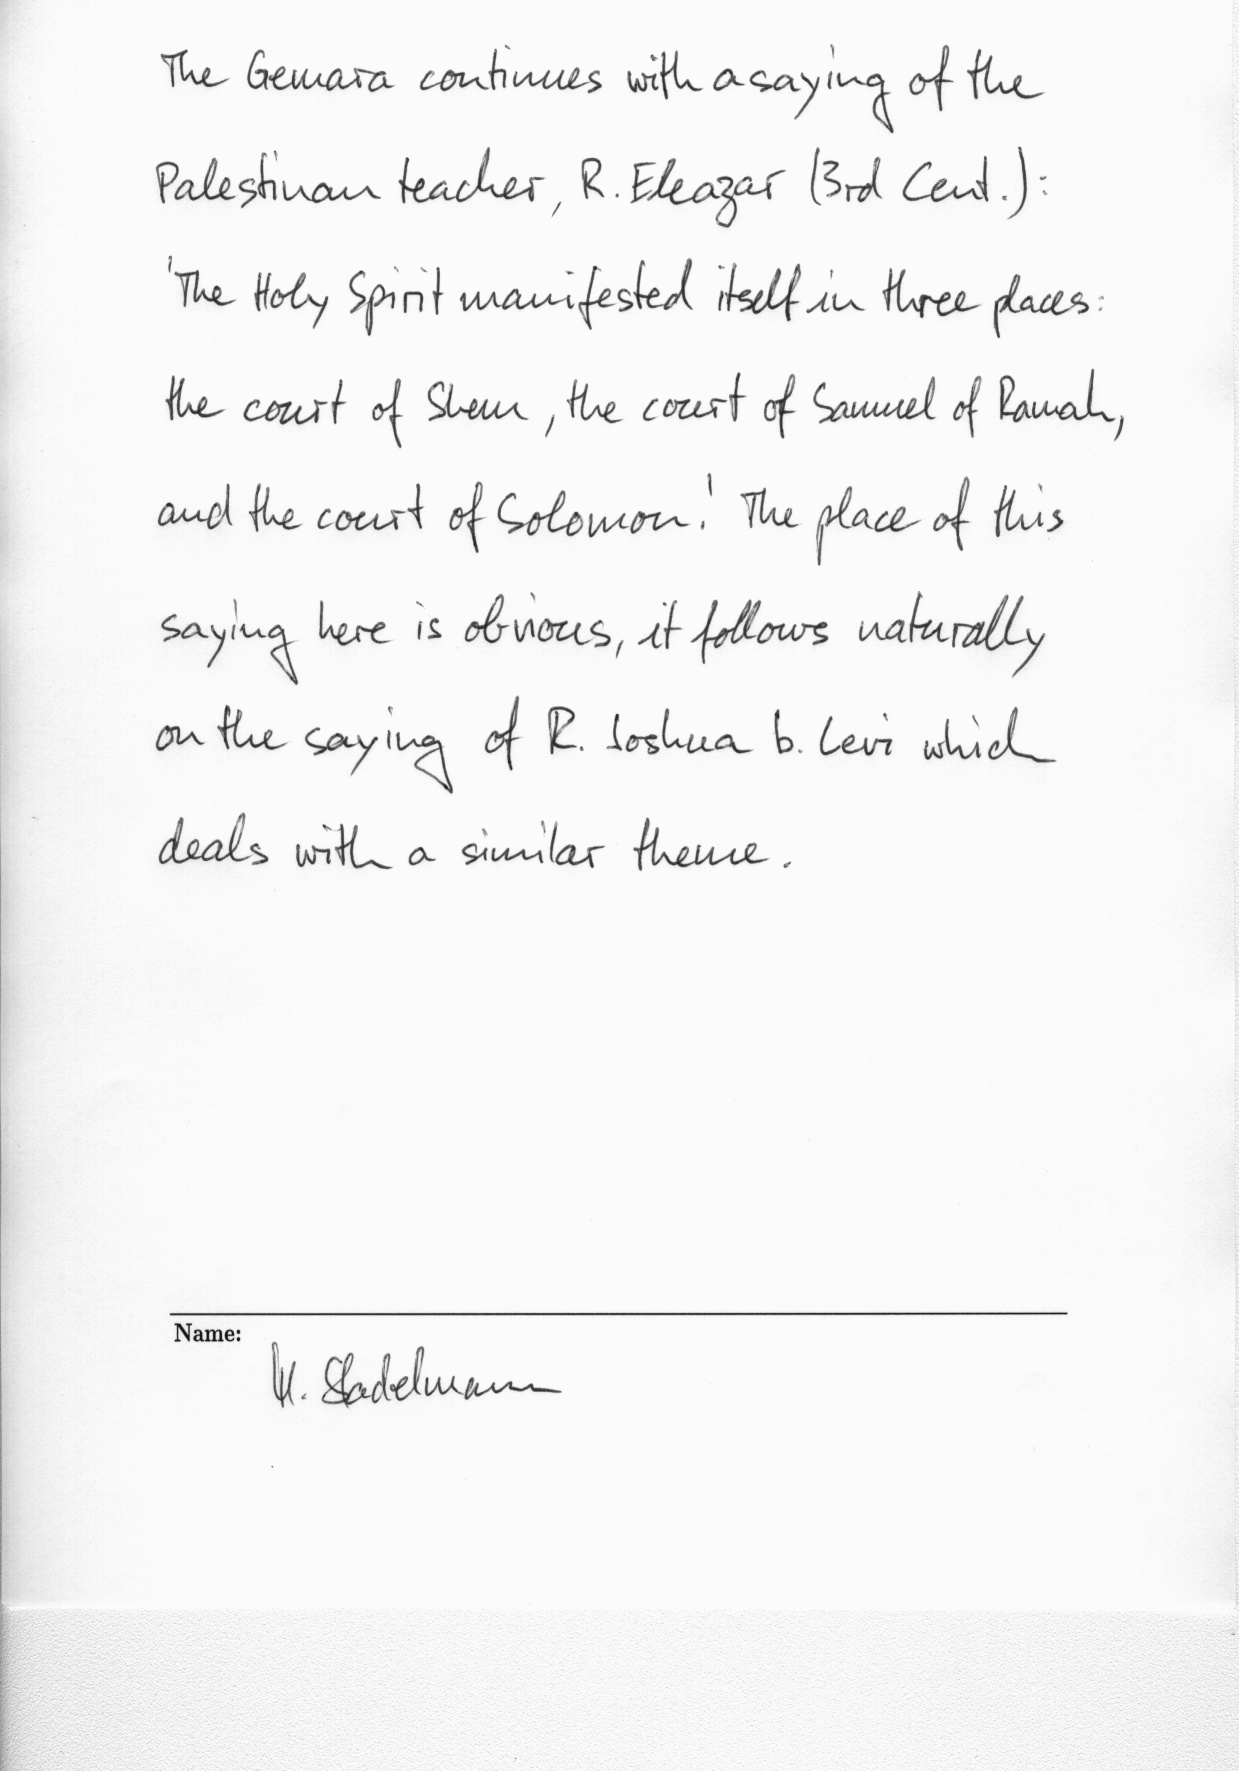 The Gemara continues with a saying of the
Palestinan teacher, R. Eleazar (3rd Cent.):
'The Holy Spirit manifested itself in three places:
the court of Shem, the court of Samuel of Ramah,
and the court of Solomon.' The place of this
saying here is obvious, it follows naturally
on the saying of R. Joshua b. Levi which
deals with a similar theme.
Name:
Stadelmann